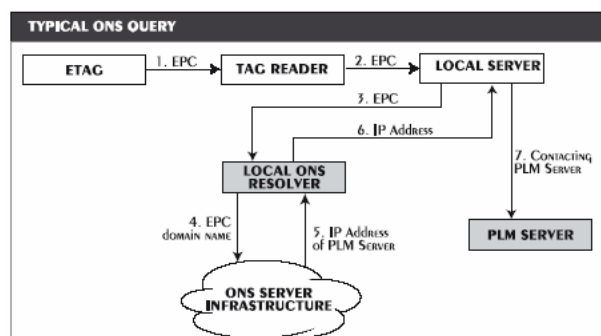 TYPICAL ONS QUERY
ETAG
1. EPC
TAG READER
2. EPC
LOCAL SERVER
3. EPC
6. IP Address
LOCAL ONS
RESOLVER
7. Contacting
PLM Server
4. EPC
domain name
5. IP Address
of PLM Server
PLM SERVER
ONS SERVER
INFRASTRUCTURE